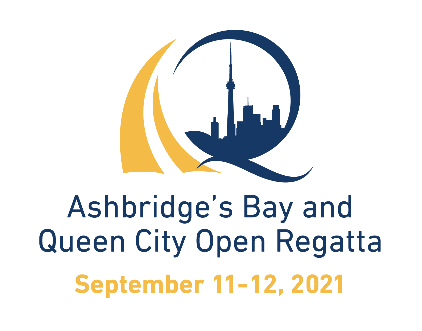 Ashbridge's Bay and
Queen City Open Regatta
September 11-12, 2021